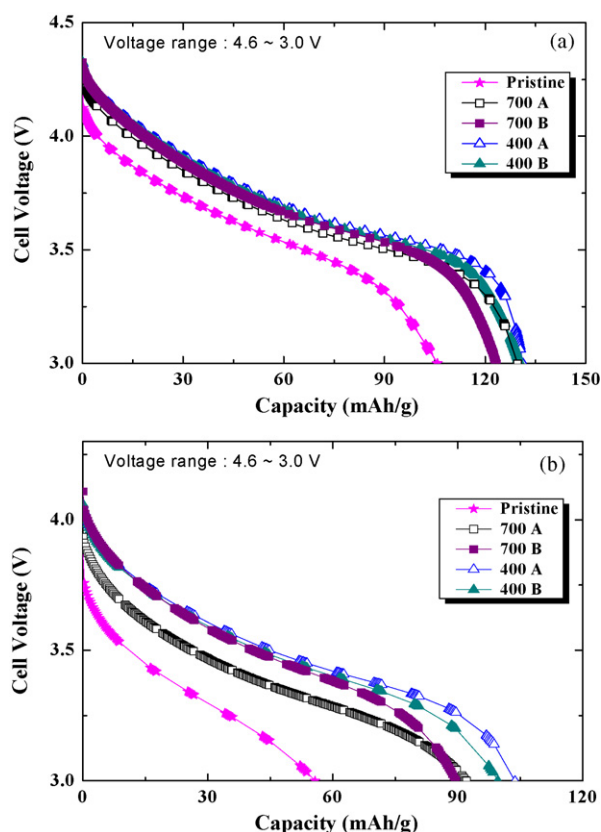 Voltage range : 4.6 ~ 3.0 V
(a)
Pristine
700 A
700 B
400 A
400 B
4.5
4.0
3.5
3.0
Cell Voltage (V)
0 30 60 90 120 150
Capacity (mAh/g)
Voltage range : 4.6 ~ 3.0 V
(b)
Pristine
700 A
700 B
400 A
400 B
4.0
3.5
3.0
Cell Voltage (V)
0 30 60 90 120
Capacity (mAh/g)